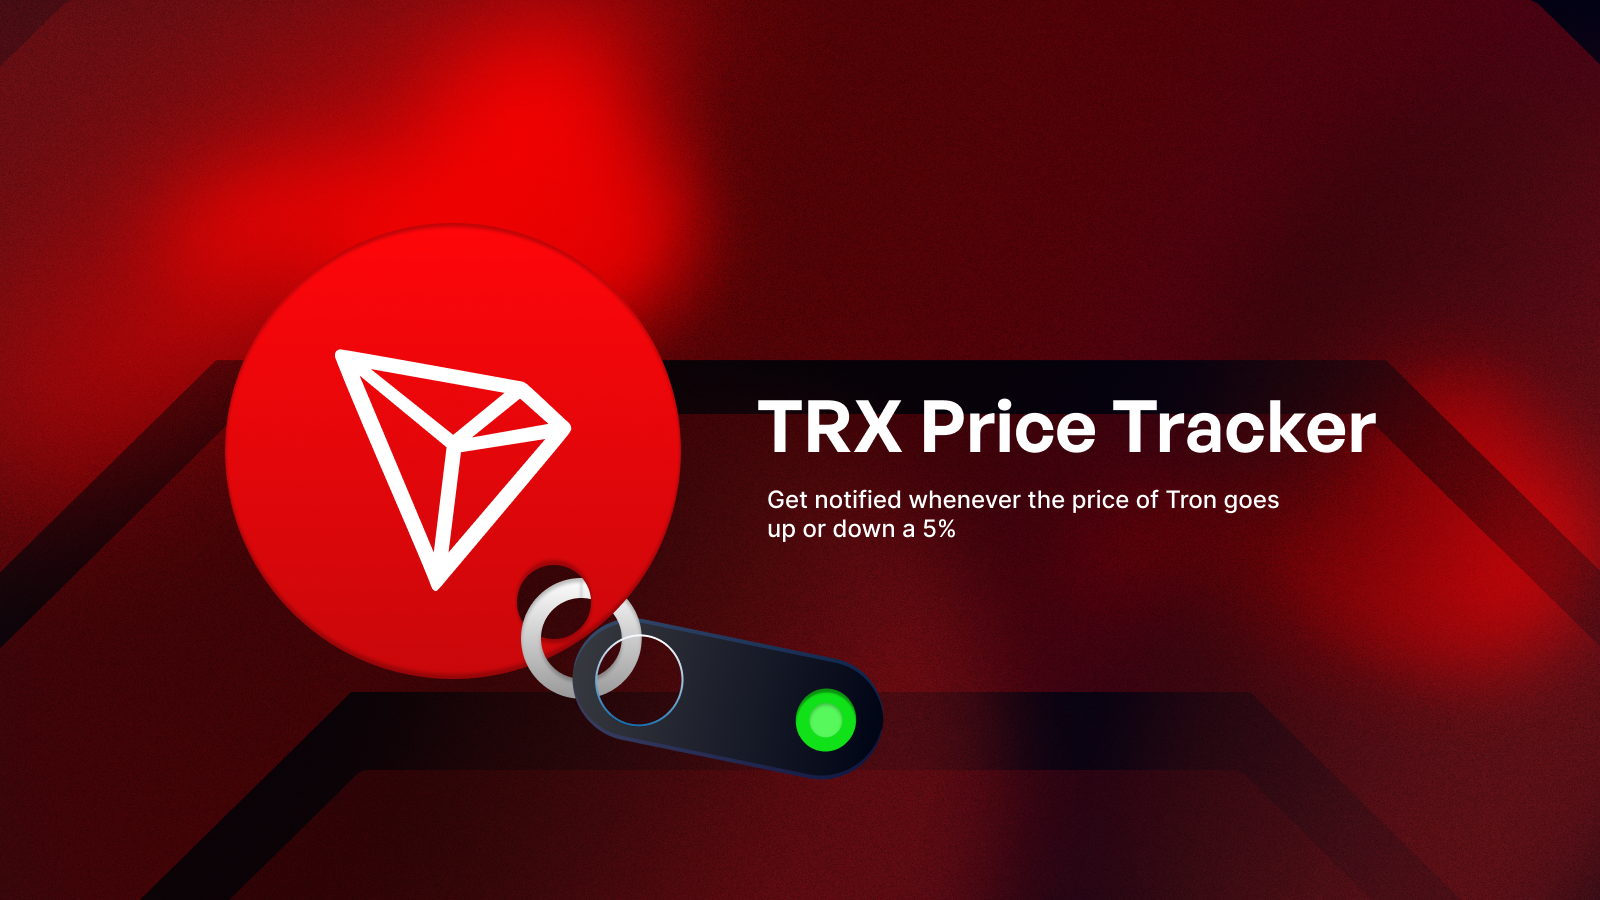 TRX Price Tracker
Get notified whenever the price of Tron goes
up or down a 5%